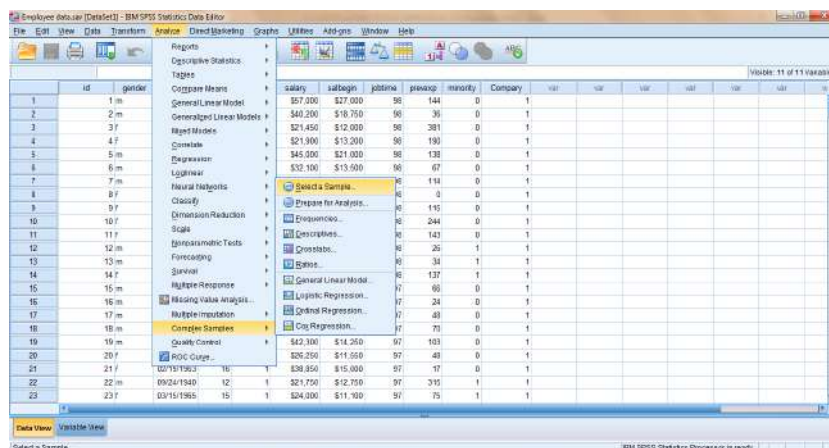 Employee data.sav [DataSet1] - IBM SPSS Statistics Data Editor
File Edit View Data Transform Analyze Direct Marketing Graphs Utilities Add-ons Window Help
Visible: 11 of 11 Variab
id gender salary salbegin jobtime prevexp minority Company var var var var var
Reports
Descriptive Statistics
Tables
Compare Means
General Linear Model
Generalized Linear Models
Mixed Models
Correlate
Regression
Loglinear
Neural Networks
Classify
Dimension Reduction
Scale
Nonparametric Tests
Forecasting
Survival
Multiple Response
Missing Value Analysis...
Multiple Imputation
Complex Samples
Quality Control
ROC Curve...
Select a Sample...
Prepare for Analysis...
Frequencies...
Descriptives...
Crosstabs...
Ratios...
General Linear Model...
Logistic Regression...
Ordinal Regression...
Cox Regression...
1 1 m $57,000 $27,000 98 144 0 1
2 2 m $40,200 $18,750 98 36 0 1
3 3 f $21,450 $12,000 98 381 0 1
4 4 f $21,900 $13,200 98 190 0 1
5 5 m $45,000 $21,000 98 138 0 1
6 6 m $32,100 $13,500 98 67 0 1
7 7 m 114 0 1
8 8 f 0 0 1
9 9 f 115 0 1
10 10 f 244 0 1
11 11 f 143 0 1
12 12 m 26 1 1
13 13 m 34 1 1
14 14 f 137 1 1
15 15 m 66 0 1
16 16 m 24 0 1
17 17 m 48 0 1
18 18 m 70 0 1
19 19 m $42,300 $14,250 97 103 0 1
20 20 f $26,250 $11,550 97 48 0 1
21 21 f 02/19/1963 16 1 $38,850 $15,000 97 17 0 1
22 22 m 09/24/1940 12 1 $21,750 $12,750 97 315 1 1
23 23 f 03/15/1965 15 1 $24,000 $11,100 97 75 1 1
Data View Variable View
Select a Sample... IBM SPSS Statistics Processor is ready